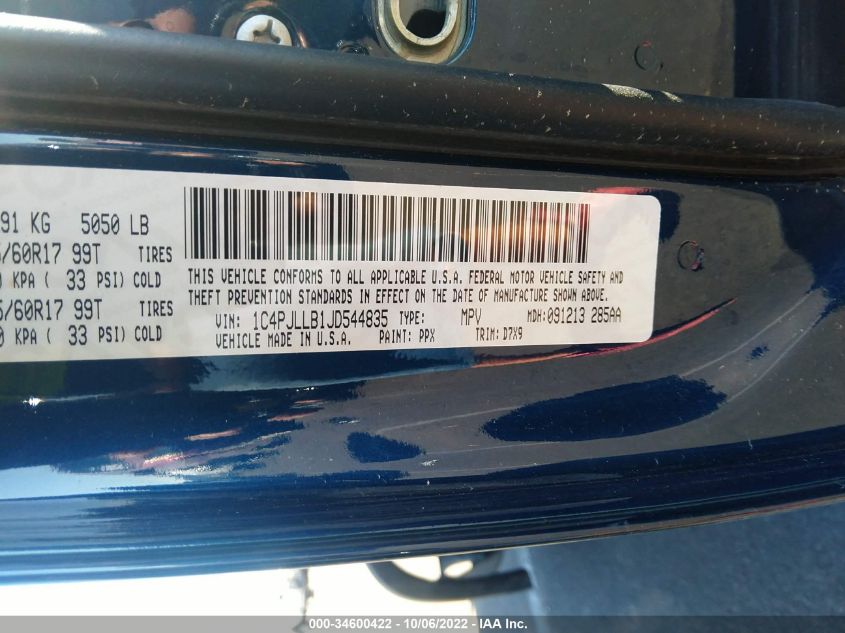 91 KG 5050 LB
/60R17 99T TIRES
KPA ( 33 PSI) COLD
5/60R17 99T TIRES
0 KPA ( 33 PSI) COLD
THIS VEHICLE CONFORMS TO ALL APPLICABLE U.S.A. FEDERAL MOTOR VEHICLE SAFETY AND
THEFT PREVENTION STANDARDS IN EFFECT ON THE DATE OF MANUFACTURE SHOWN ABOVE.
VIN: 1C4PJLLB1JD544835 TYPE: MPV MDH: 091213 285AA
VEHICLE MADE IN U.S.A. PAINT: PPX TRIM: D7X9
000-34600422 - 10/06/2022 - IAA Inc.